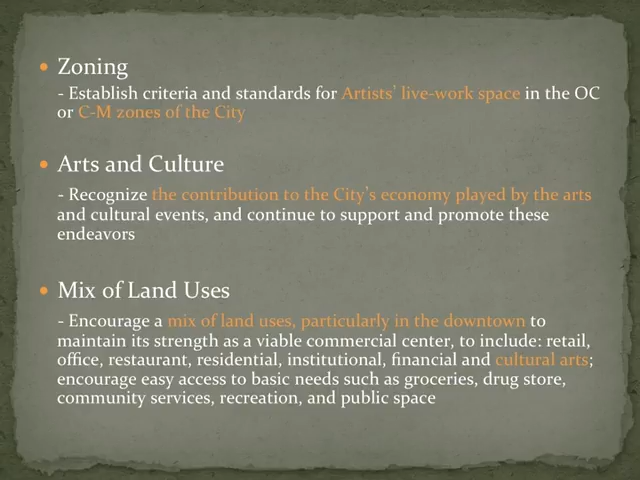 • Zoning
- Establish criteria and standards for Artists' live-work space in the OC
or C-M zones of the City
• Arts and Culture
- Recognize the contribution to the City's economy played by the arts
and cultural events, and continue to support and promote these
endeavors
• Mix of Land Uses
- Encourage a mix of land uses, particularly in the downtown to
maintain its strength as a viable commercial center, to include: retail,
office, restaurant, residential, institutional, financial and cultural arts;
encourage easy access to basic needs such as groceries, drug store,
community services, recreation, and public space